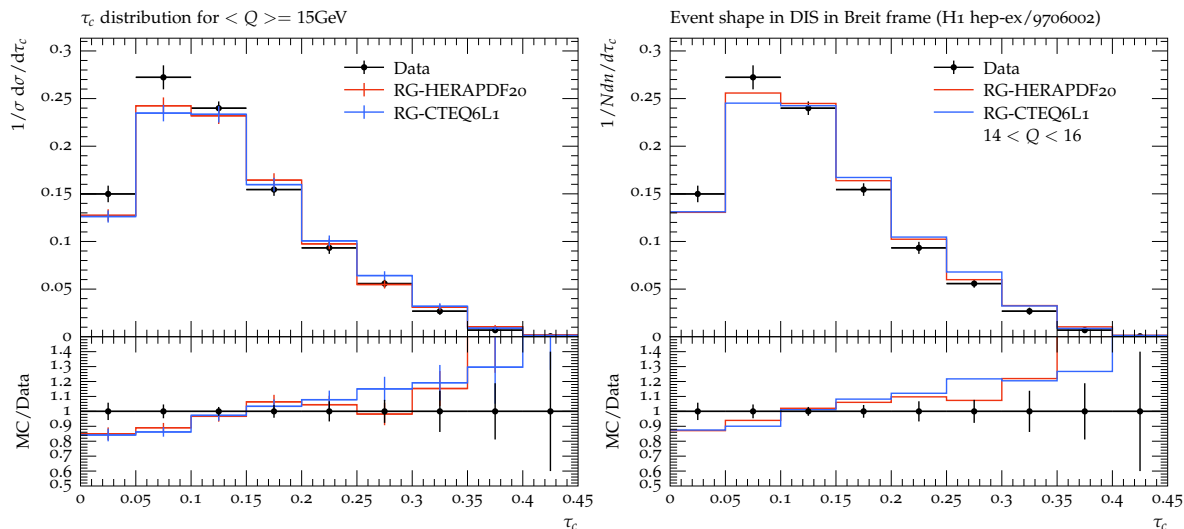 τc distribution for < Q >= 15GeV
1/σ dσ/dτc
Data
RG-HERAPDF20
RG-CTEQ6L1
0.3
0.25
0.2
0.15
0.1
0.05
0
MC/Data
1.4
1.3
1.2
1.1
1
0.9
0.8
0.7
0.6
0.5
0 0.05 0.1 0.15 0.2 0.25 0.3 0.35 0.4 0.45
τc
Event shape in DIS in Breit frame (H1 hep-ex/9706002)
1/Ndn/dτc
Data
RG-HERAPDF20
RG-CTEQ6L1
14 < Q < 16
0.3
0.25
0.2
0.15
0.1
0.05
0
MC/Data
1.4
1.3
1.2
1.1
1
0.9
0.8
0.7
0.6
0.5
0 0.05 0.1 0.15 0.2 0.25 0.3 0.35 0.4 0.45
τc